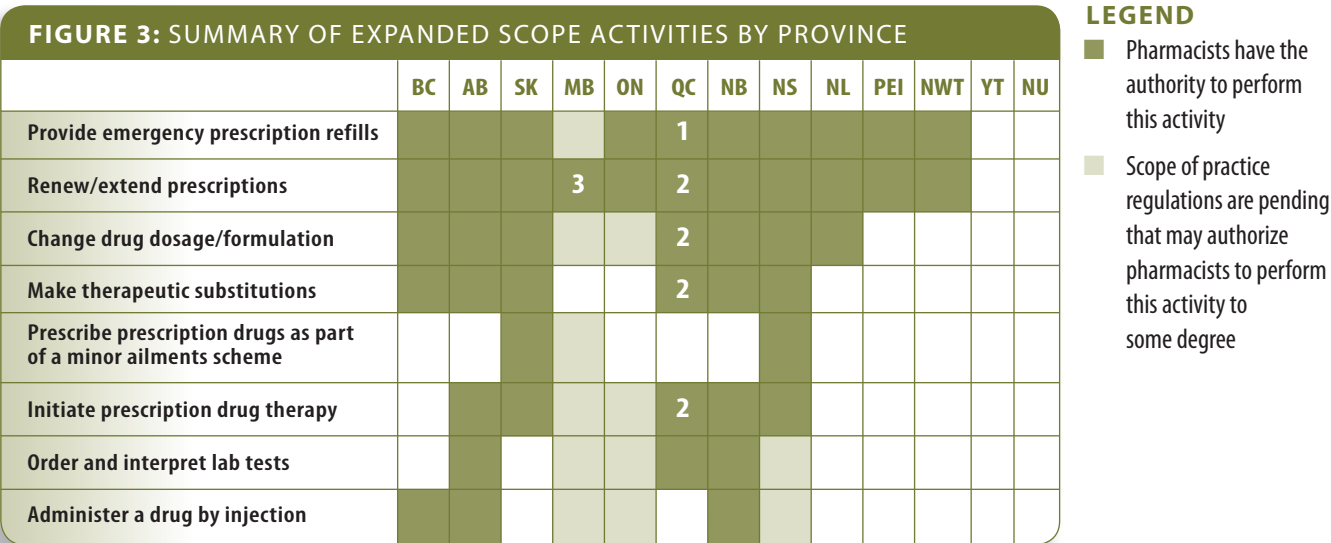 FIGURE 3: SUMMARY OF EXPANDED SCOPE ACTIVITIES BY PROVINCE
BC AB SK MB ON QC NB NS NL PEI NWT YT NU
Provide emergency prescription refills 1
Renew/extend prescriptions 3 2
Change drug dosage/formulation 2
Make therapeutic substitutions 2
Prescribe prescription drugs as part
of a minor ailments scheme
Initiate prescription drug therapy 2
Order and interpret lab tests
Administer a drug by injection
LEGEND
Pharmacists have the
authority to perform
this activity
Scope of practice
regulations are pending
that may authorize
pharmacists to perform
this activity to
some degree